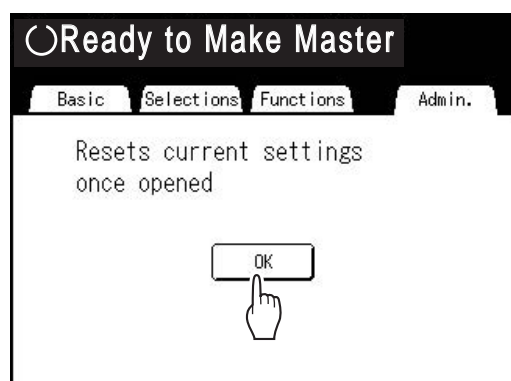 Ready to Make Master
Basic Selections Functions Admin.
Resets current settings
once opened
OK